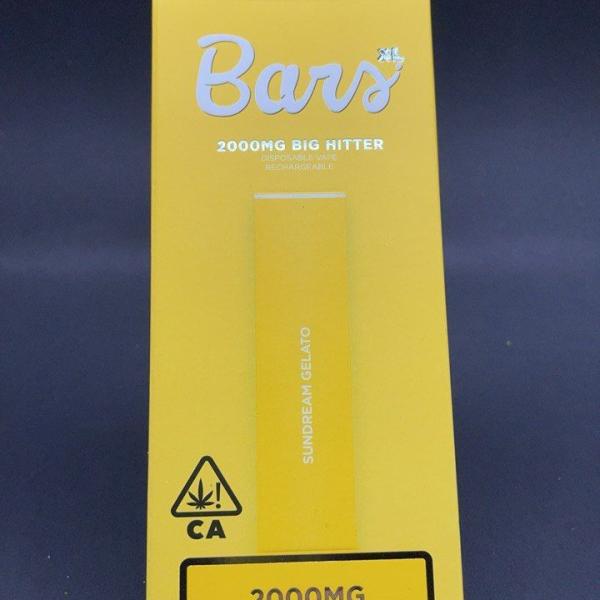 Bars XL
2000MG BIG HITTER
DISPOSABLE VAPE
RECHARGEABLE
SUNDREAM GELATO
CA
2000MG